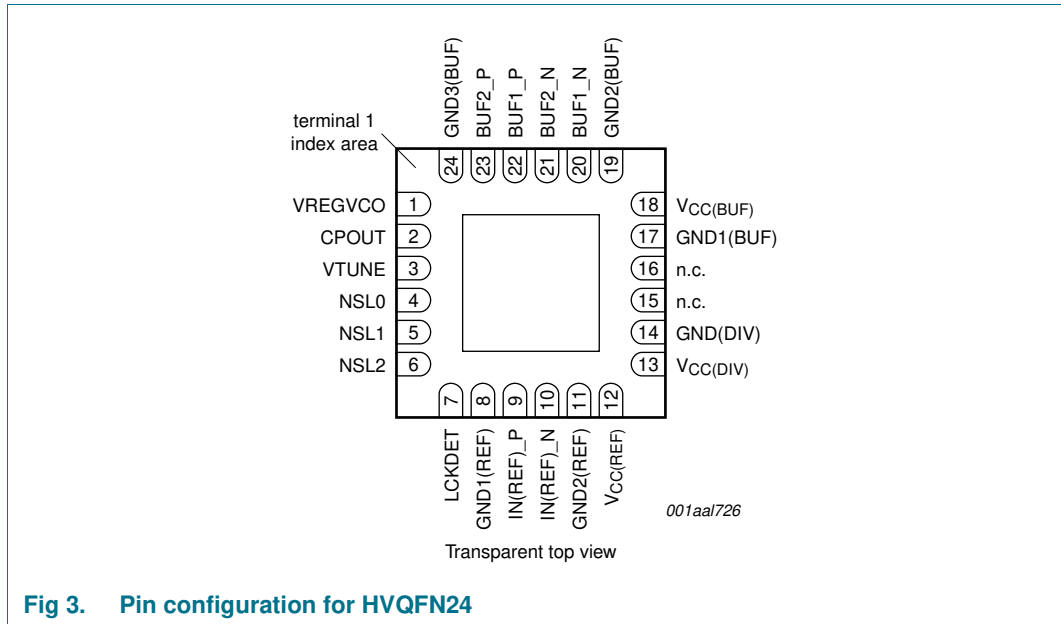 GND3(BUF)
BUF2_P
BUF1_P
BUF2_N
BUF1_N
GND2(BUF)
terminal 1
index area
24
23
22
21
20
19
VREGVCO 1
18 VCC(BUF)
CPOUT 2
17 GND1(BUF)
VTUNE 3
16 n.c.
NSL0 4
15 n.c.
NSL1 5
14 GND(DIV)
NSL2 6
13 VCC(DIV)
7
8
9
10
11
12
LCKDET
GND1(REF)
IN(REF)_P
IN(REF)_N
GND2(REF)
VCC(REF)
001aal726
Transparent top view
Fig 3. Pin configuration for HVQFN24